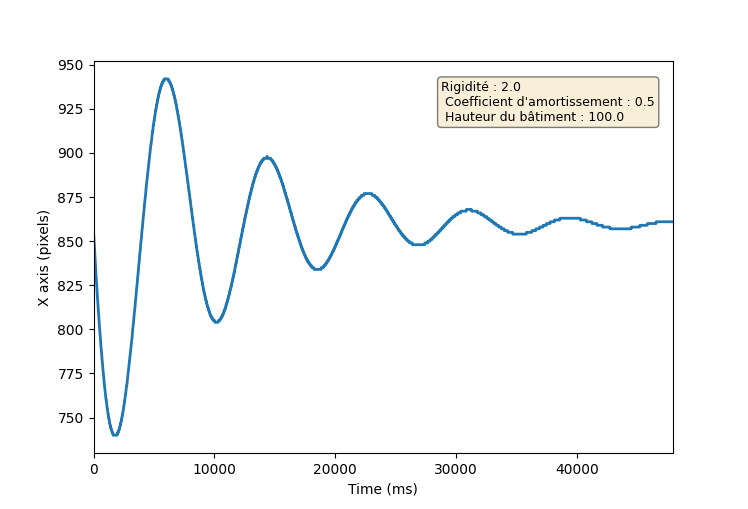 950
925
900
875
850
825
800
775
750
X axis (pixels)
Rigidité : 2.0
Coefficient d'amortissement : 0.5
Hauteur du bâtiment : 100.0
0 10000 20000 30000 40000
Time (ms)